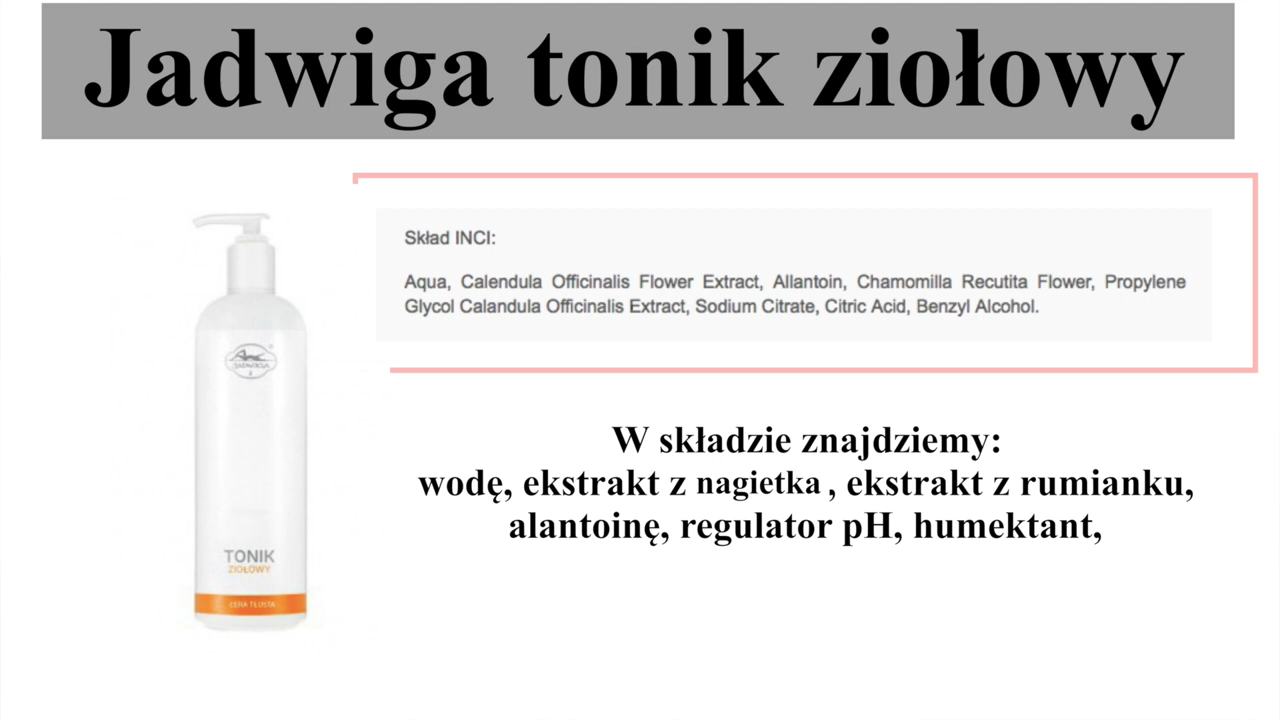 Jadwiga tonik ziołowy
Skład INCI:
Aqua, Calendula Officinalis Flower Extract, Allantoin, Chamomilla Recutita Flower, Propylene
Glycol Calandula Officinalis Extract, Sodium Citrate, Citric Acid, Benzyl Alcohol.
JADWIGA
W składzie znajdziemy:
wodę, ekstrakt z nagietka , ekstrakt z rumianku,
alantoinę, regulator pH, humektant,
TONIK
ZIOŁOWY
CERA TŁUSTA